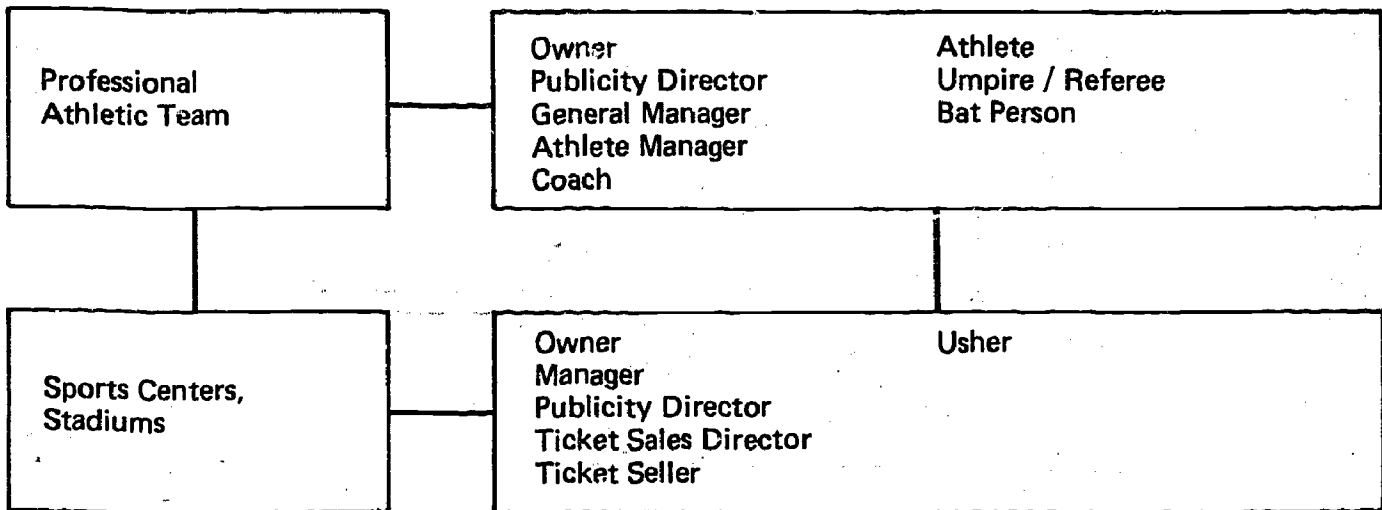 Professional
Athletic Team
Owner
Publicity Director
General Manager
Athlete Manager
Coach
Athlete
Umpire / Referee
Bat Person
Sports Centers,
Stadiums
Owner
Manager
Publicity Director
Ticket Sales Director
Ticket Seller
Usher